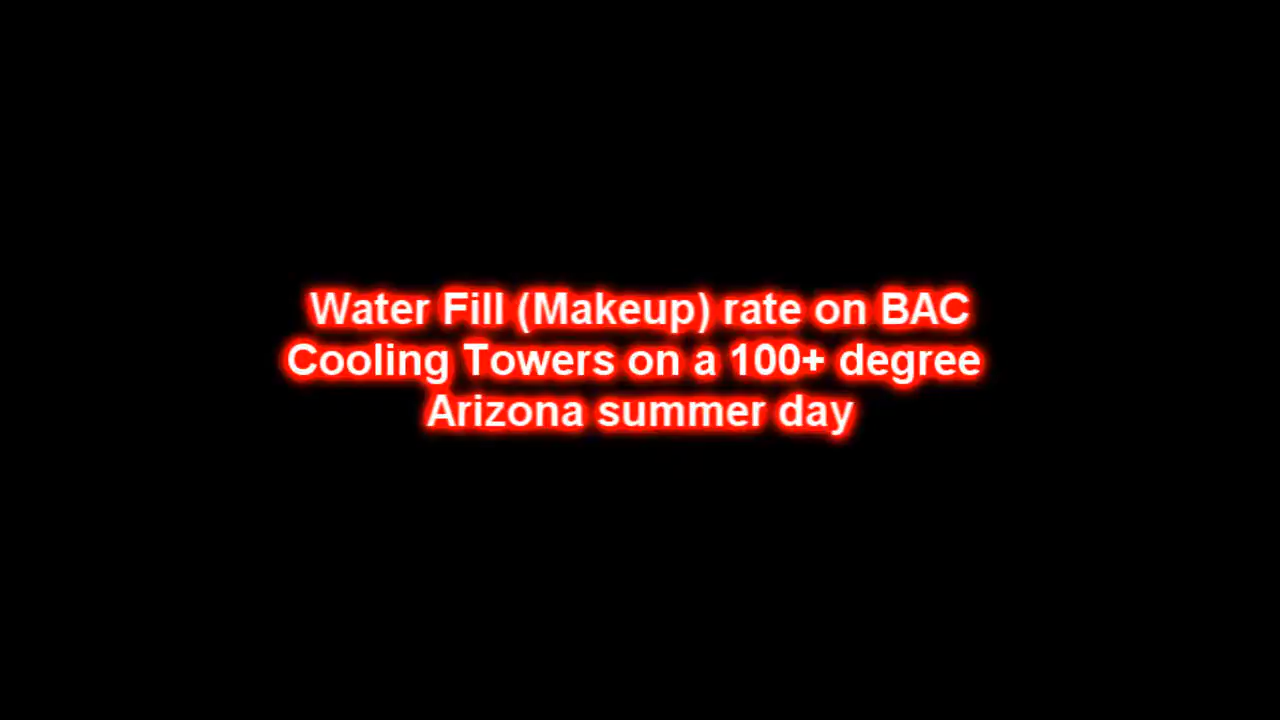 Water Fill (Makeup) rate on BAC
Cooling Towers on a 100+ degree
Arizona summer day